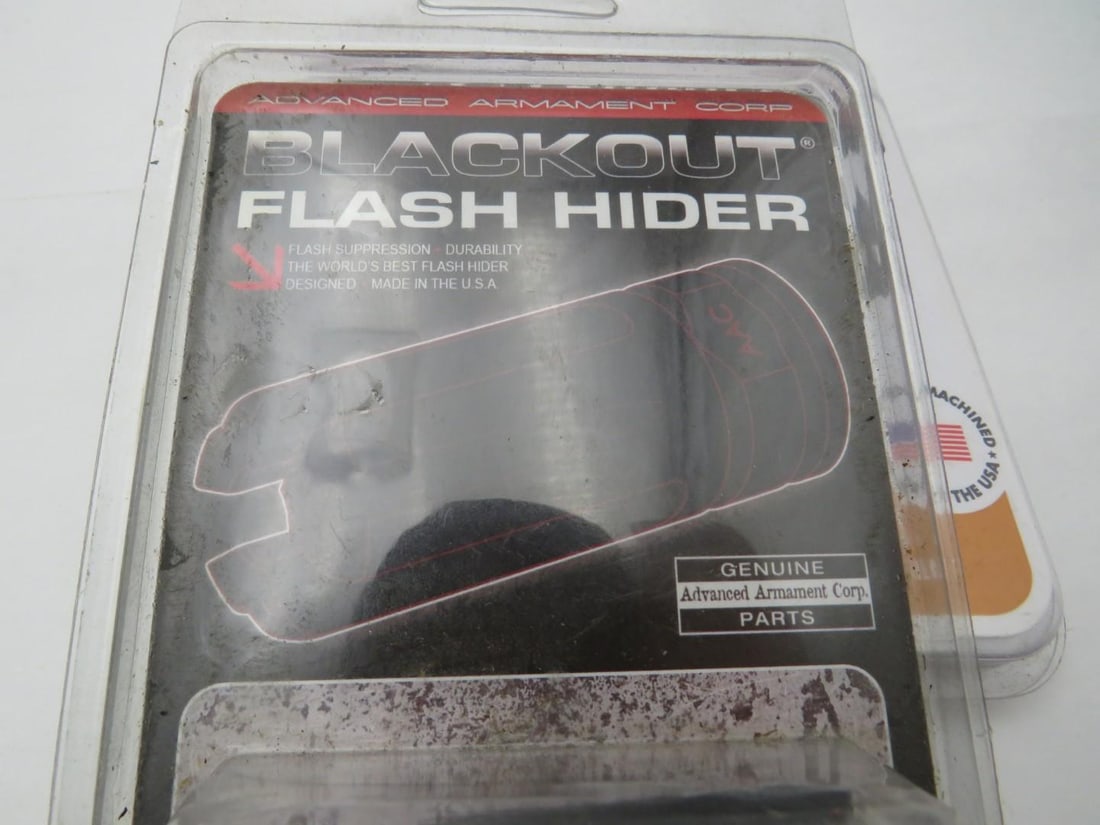 ADVANCED ARMAMENT CORP
BLACKOUT®
FLASH HIDER
FLASH SUPPRESSION · DURABILITY
THE WORLD'S BEST FLASH HIDER
DESIGNED MADE IN THE U.S.A.
AAC
MACHINED
★ THE USA ★
GENUINE
Advanced Armament Corp.
PARTS